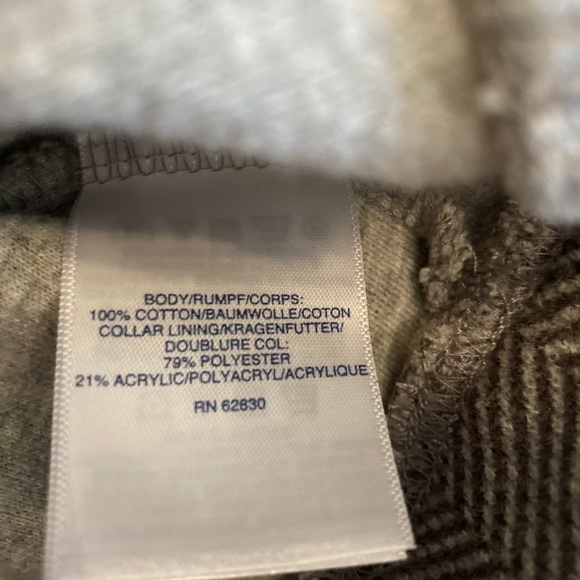 BODY/RUMPF/CORPS:
100% COTTON/BAUMWOLLE/COTON
COLLAR LINING/KRAGENFUTTER/
DOUBLURE COL:
79% POLYESTER
21% ACRYLIC/POLYACRYL/ACRYLIQUE
RN 62830